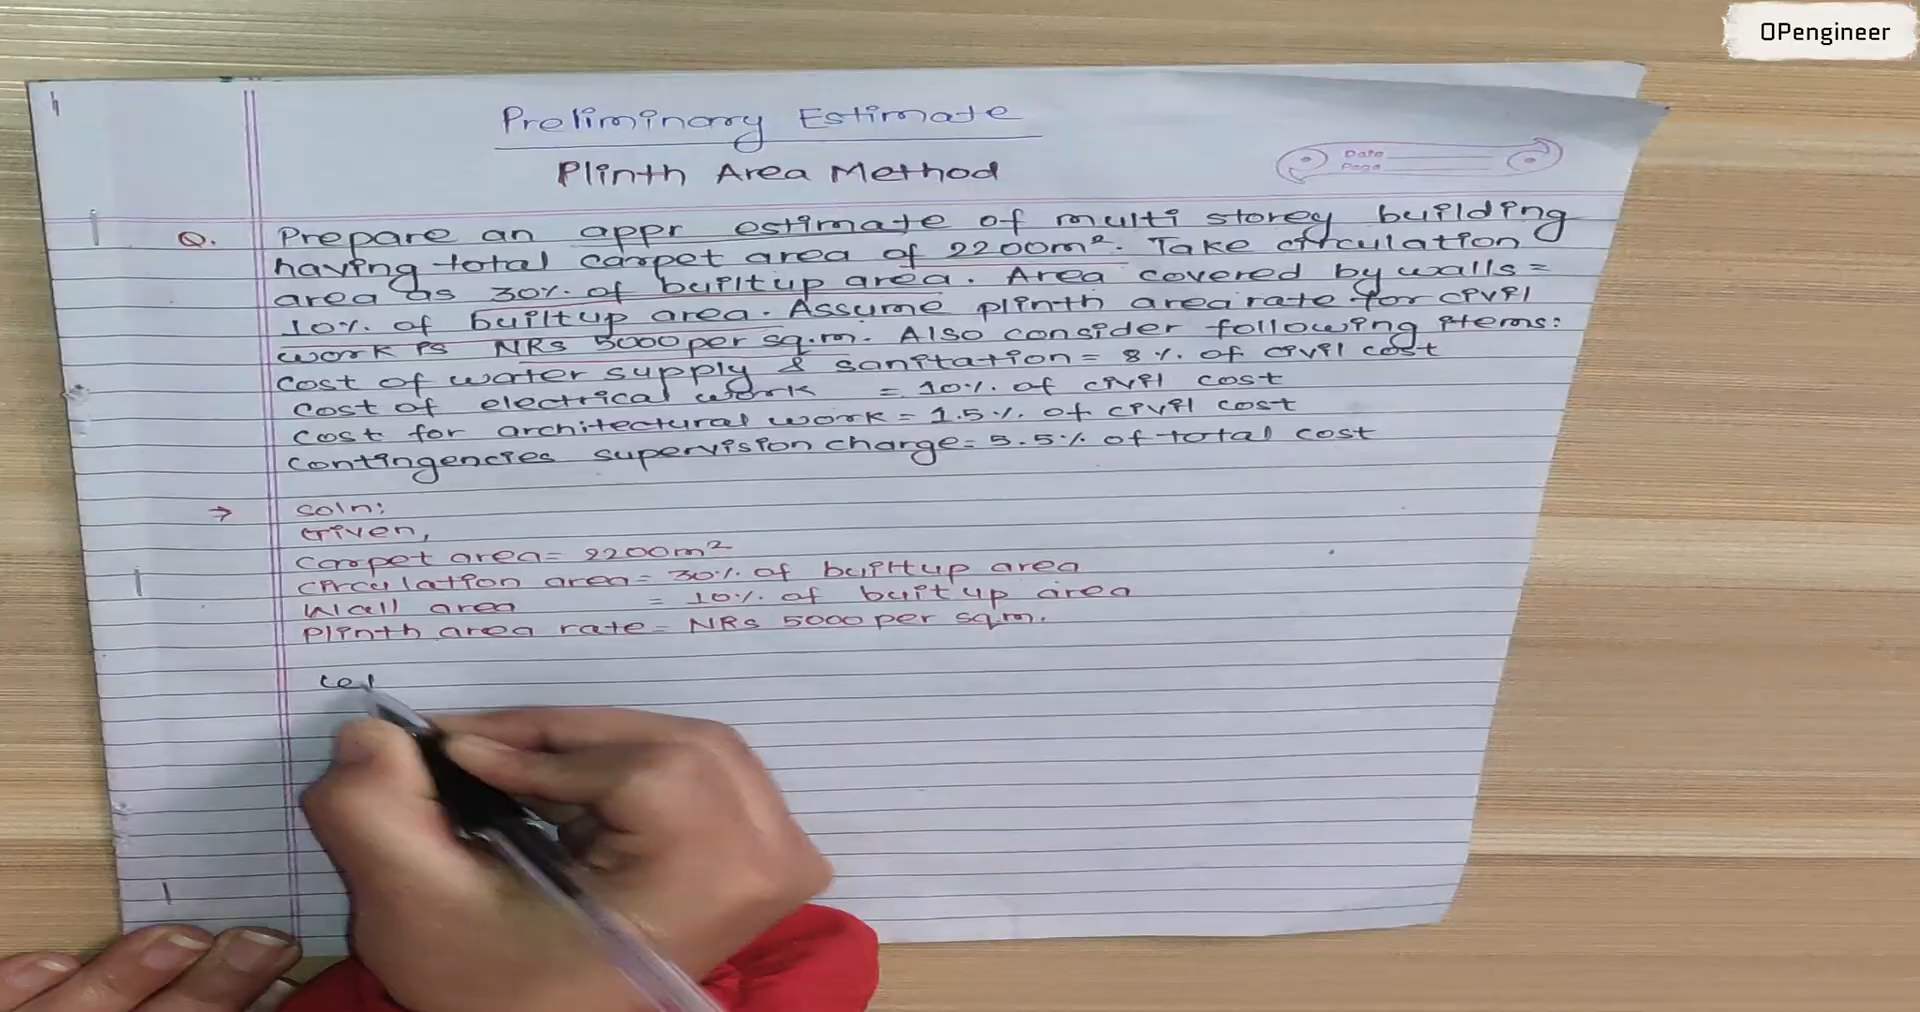 OPengineer
Preliminary Estimate
Plinth Area Method
Date
Page
Q. Prepare an appr estimate of multi storey building
having total carpet area of 2200m². Take circulation
area as 30% of builtup area. Area covered by walls =
10% of builtup area. Assume plinth area rate for civil
work is NRs 5000 per sq.m. Also consider following items:
cost of water supply & sanitation = 8% of civil cost
cost of electrical work = 10% of civil cost
cost for architectural work = 1.5% of civil cost
contingencies supervision charge = 5.5% of total cost
→ soln:
Given,
carpet area = 2200m²
circulation area = 30% of builtup area
Wall area = 10% of buitup area
Plinth area rate = NRs 5000 per sq.m.